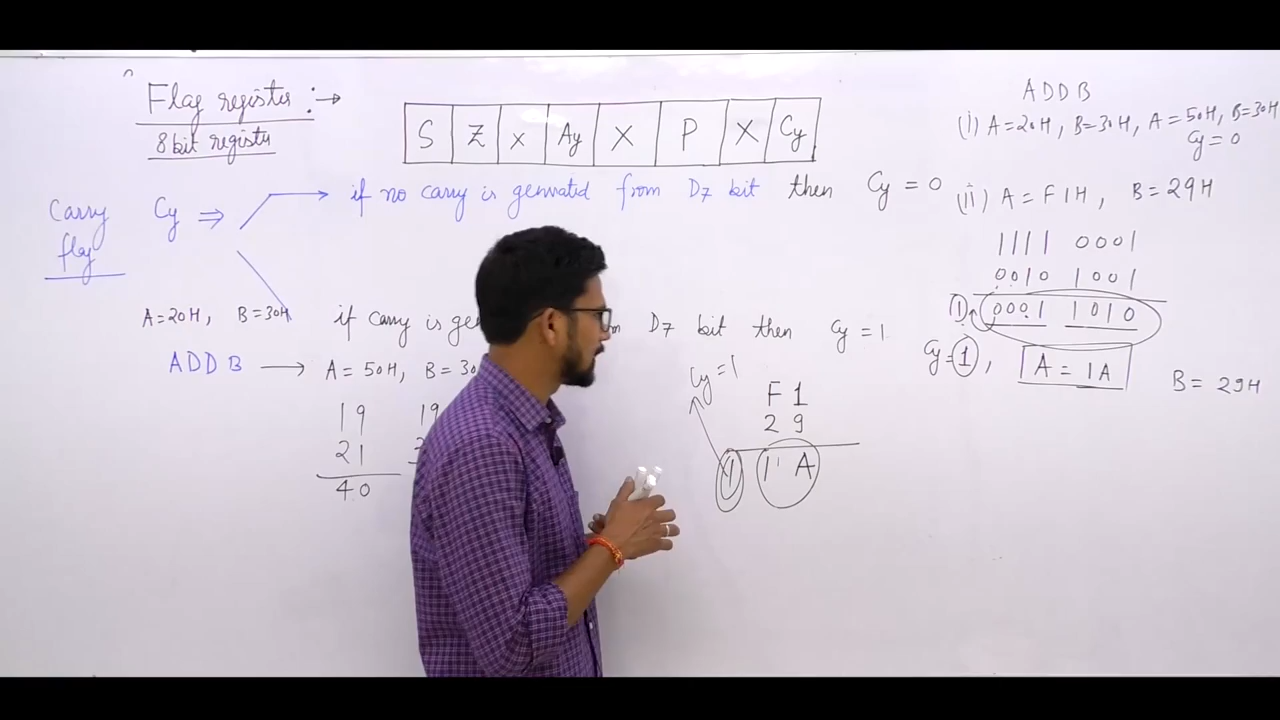 Flag register :→
8 bit register
S Z X Ay X P X Cy
Carry flag
Cy ⇒
if no carry is genrated from D7 bit then Cy = 0
if carry is ge D7 bit then Cy = 1
A=20H, B=30H
ADD B → A = 50H, B = 30
19
21
40
19
Cy=1
F1
29
1 1 A
ADD B
(i) A=20H, B=30H, A=50H, B=30H
Cy=0
(ii) A = F1H, B=29H
1111 0001
0010 1001
1 0001 1010
Cy=1, A = 1A
B = 29H